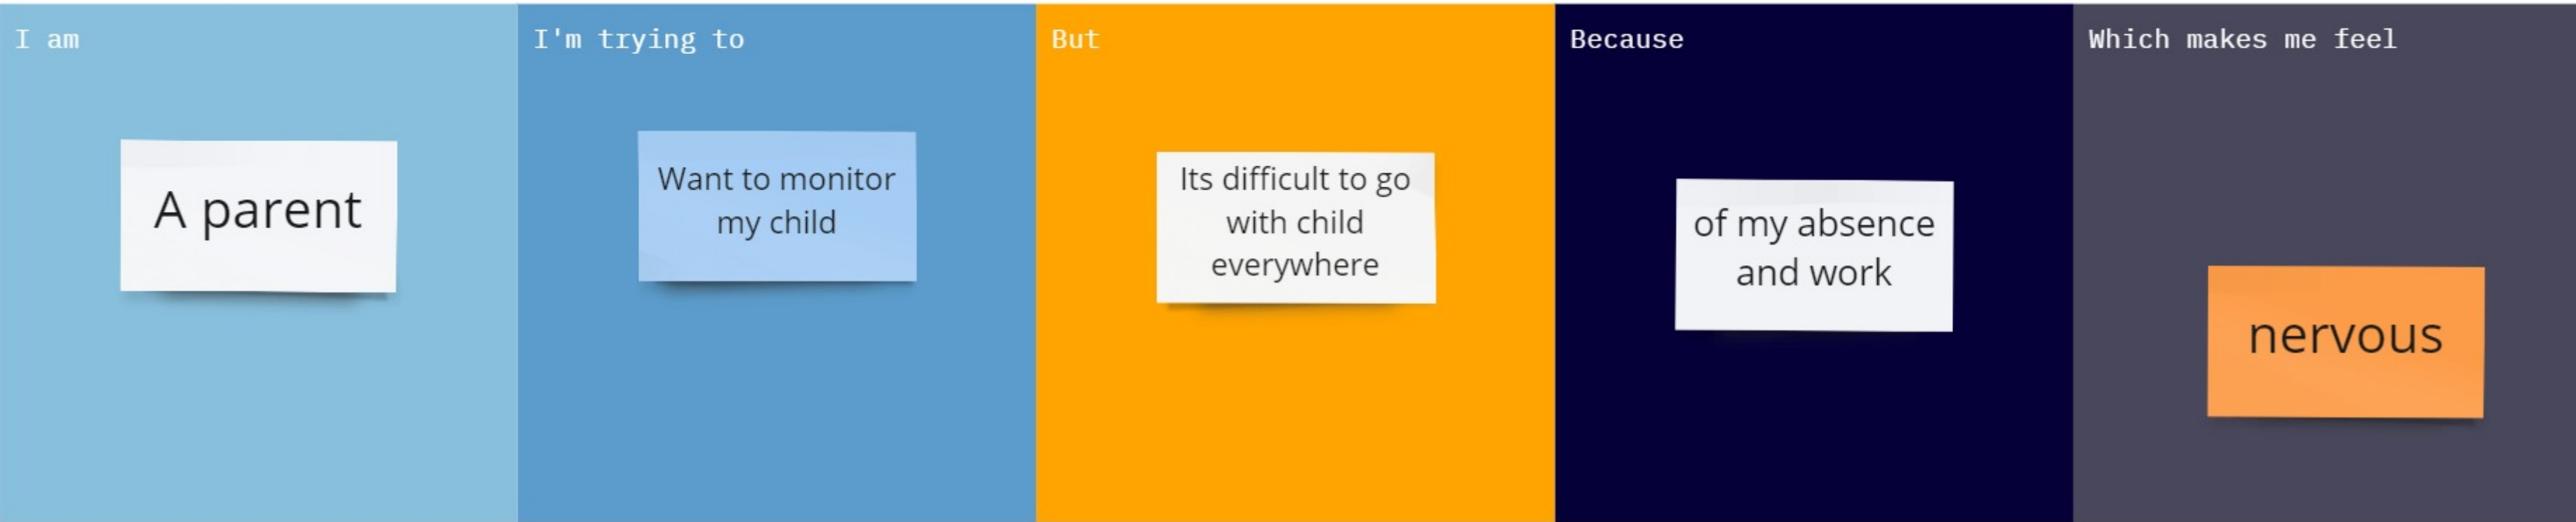 I am
A parent
I'm trying to
Want to monitor
my child
But
Its difficult to go
with child
everywhere
Because
of my absence
and work
Which makes me feel
nervous